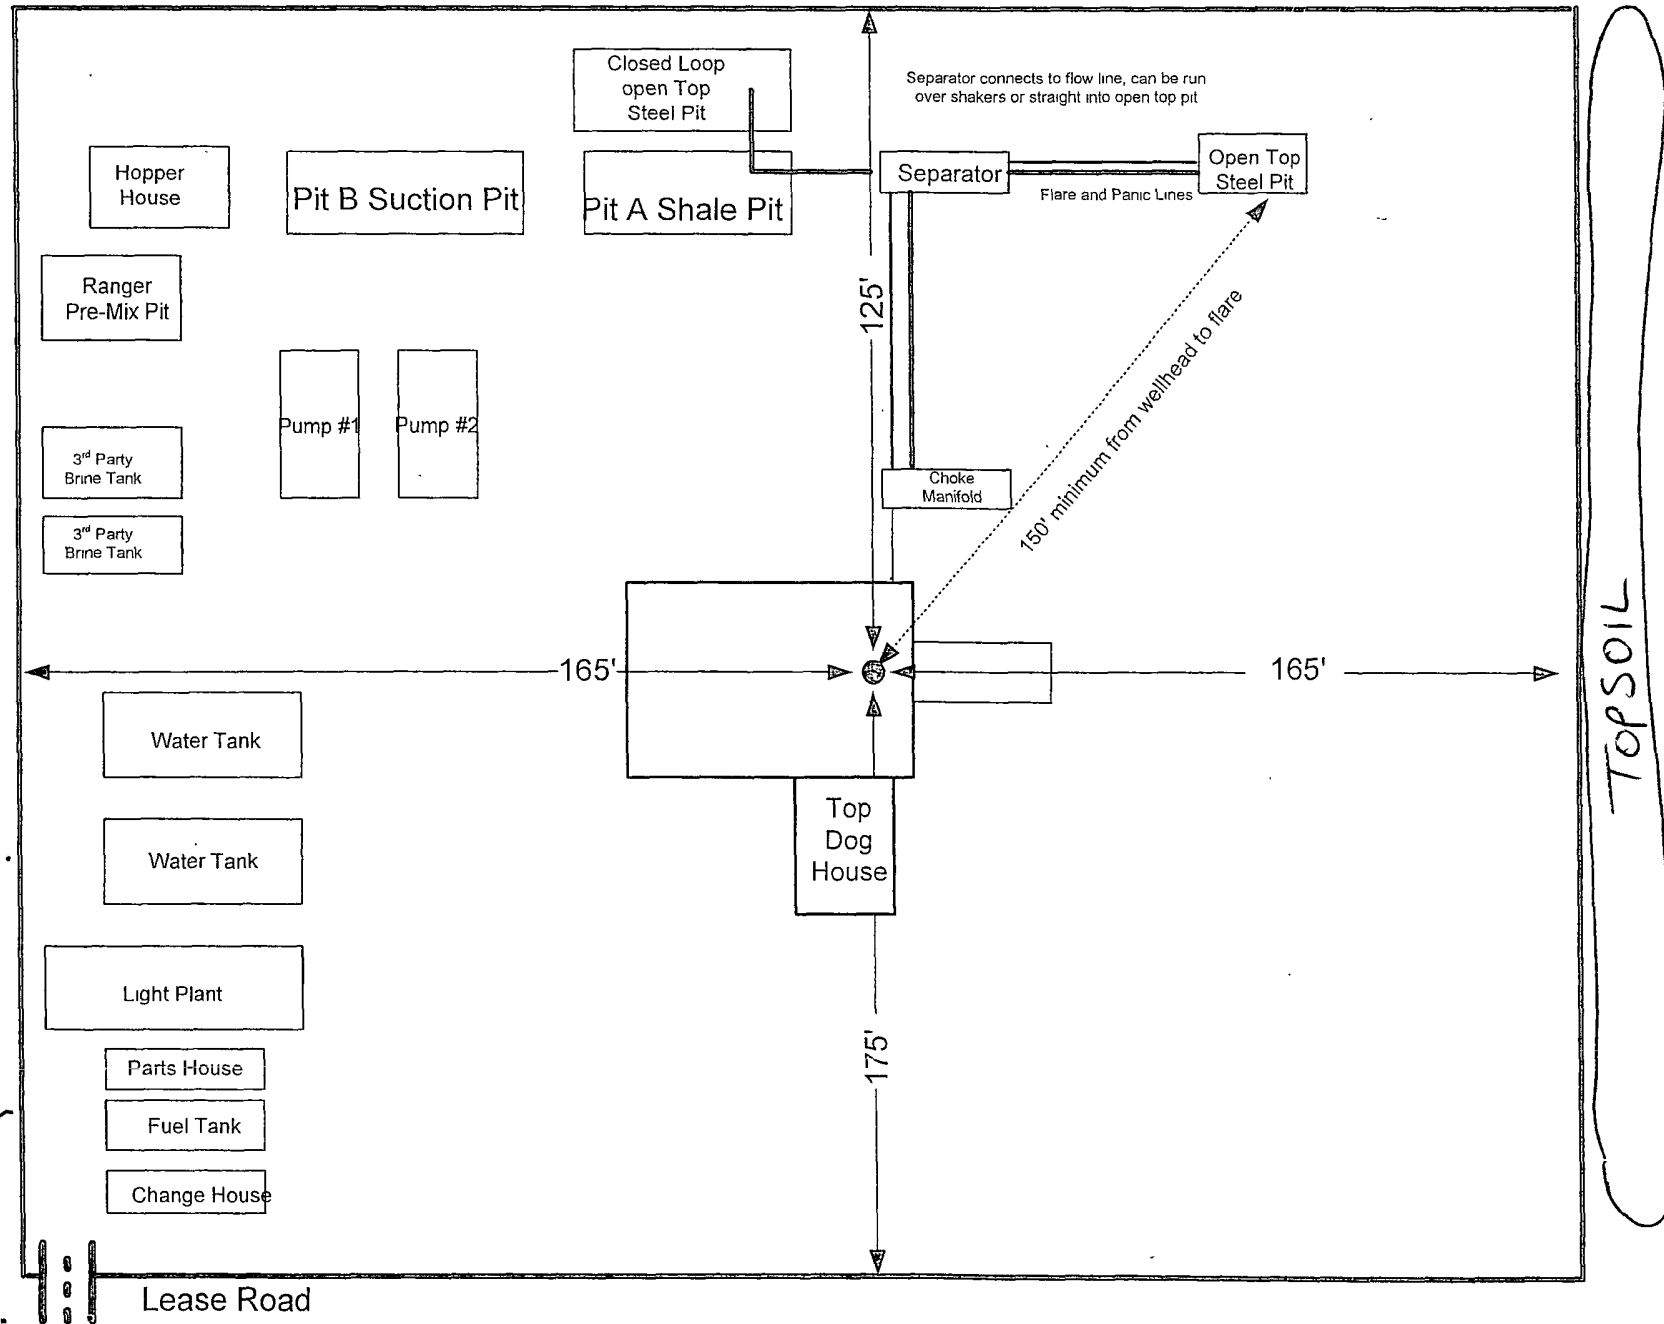 Closed Loop
open Top
Steel Pit
Separator connects to flow line, can be run
over shakers or straight into open top pit
Hopper
House
Pit B Suction Pit
Pit A Shale Pit
Separator
Open Top
Steel Pit
Flare and Panic Lines
Ranger
Pre-Mix Pit
125'
150' minimum from wellhead to flare
Pump #1
Pump #2
3rd Party
Brine Tank
Choke
Manifold
3rd Party
Brine Tank
165'
165'
TOPSOIL
Water Tank
Top
Dog
House
Water Tank
Light Plant
175'
Parts House
Fuel Tank
Change House
Lease Road